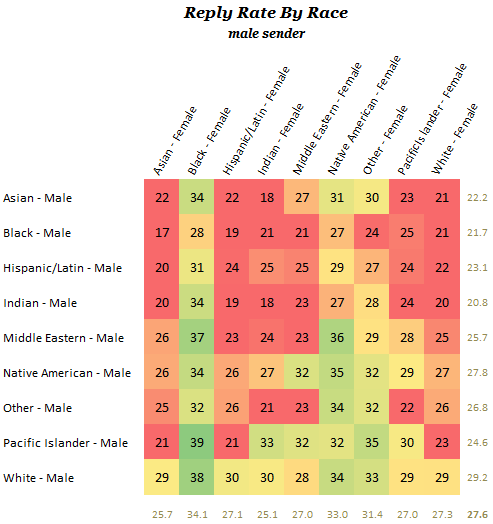 Reply Rate By Race
male sender
Asian - Female
Black - Female
Hispanic/Latin - Female
Indian - Female
Middle Eastern - Female
Native American - Female
Other - Female
Pacific Islander - Female
White - Female
Asian - Male 22 34 22 18 27 31 30 23 21 22.2
Black - Male 17 28 19 21 21 27 24 25 21 21.7
Hispanic/Latin - Male 20 31 24 25 25 29 27 24 22 23.1
Indian - Male 20 34 19 18 23 27 28 24 20 20.8
Middle Eastern - Male 26 37 23 24 23 36 29 28 25 25.7
Native American - Male 26 34 26 27 32 35 32 29 27 27.8
Other - Male 25 32 26 21 23 34 32 22 26 26.8
Pacific Islander - Male 21 39 21 33 32 32 35 30 23 24.6
White - Male 29 38 30 30 28 34 33 29 29 29.2
25.7 34.1 27.1 25.1 27.0 33.0 31.4 27.0 27.3 27.6